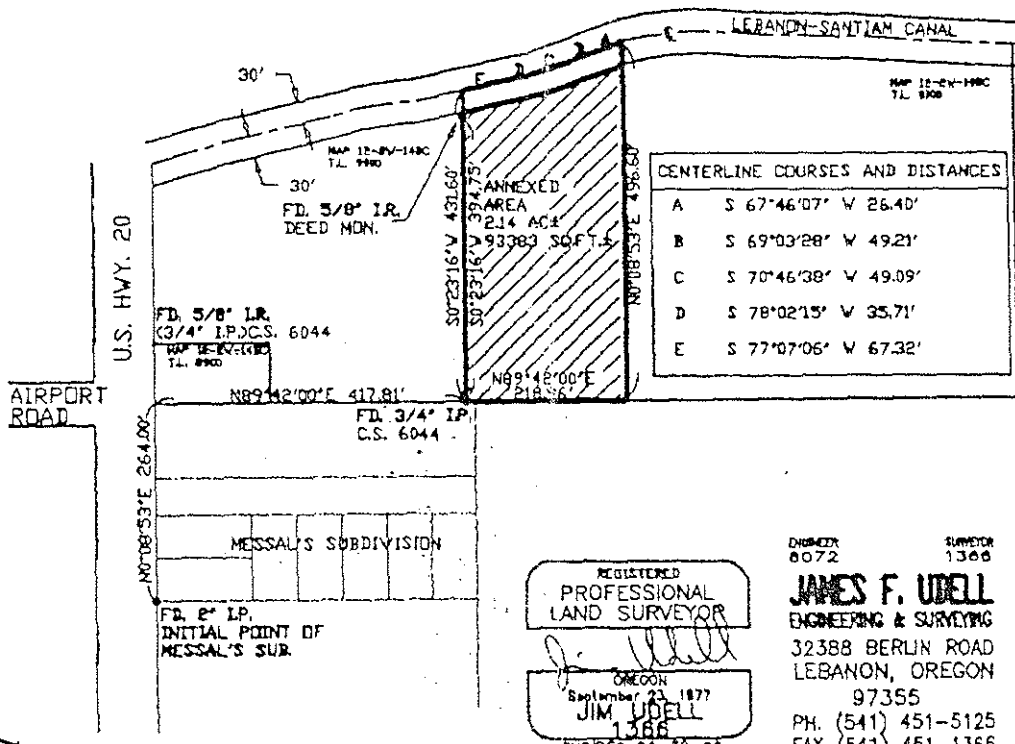 LEBANON-SANTIAM CANAL
30'
E D C B A
℄
T.L.
T.L. 9900
30'
FD. 5/8" I.R.
DEED MON.
S0°23'16"W 431.60'
S0°23'16"W 394.75'
ANNEXED
AREA
2.14 AC±
93383 SQ.FT.±
N0°08'53"E 496.60'
CENTERLINE COURSES AND DISTANCES
A S 67°46'07" W 26.40'
B S 69°03'28" W 49.21'
C S 70°46'38" W 49.09'
D S 78°02'15" W 35.71'
E S 77°07'06" W 67.32'
U.S. HWY. 20
FD. 5/8" I.R.
(3/4" I.P.)C.S. 6044
T.L.
AIRPORT
ROAD
N89°42'00"E 417.81'
N89°42'00"E
FD. 3/4" I.P.
C.S. 6044
N0°08'53"E 264.00'
MESSAL'S SUBDIVISION
FD. 2" I.P.
INITIAL POINT OF
MESSAL'S SUB.
REGISTERED
PROFESSIONAL
LAND SURVEYOR
Jim Udell
OREGON
September 23, 1977
JIM UDELL
1366
ENGINEER SURVEYOR
8072 1366
JAMES F. UDELL
ENGINEERING & SURVEYING
32388 BERLIN ROAD
LEBANON, OREGON
97355
PH. (541) 451-5125
FAX (541) 451-1366